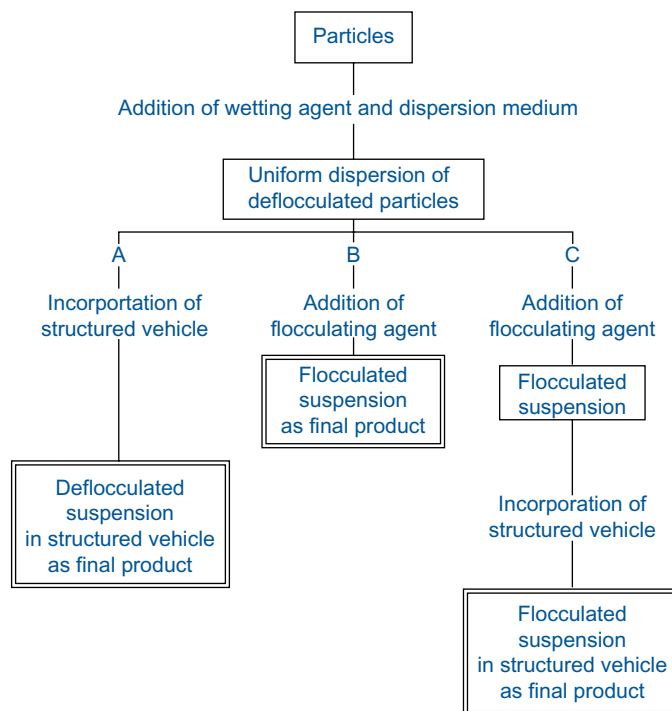 Particles
Addition of wetting agent and dispersion medium
Uniform dispersion of
deflocculated particles
A
Incorportation of
structured vehicle
Deflocculated
suspension
in structured vehicle
as final product
B
Addition of
flocculating agent
Flocculated
suspension
as final product
C
Addition of
flocculating agent
Flocculated
suspension
Incorporation of
structured vehicle
Flocculated
suspension
in structured vehicle
as final product